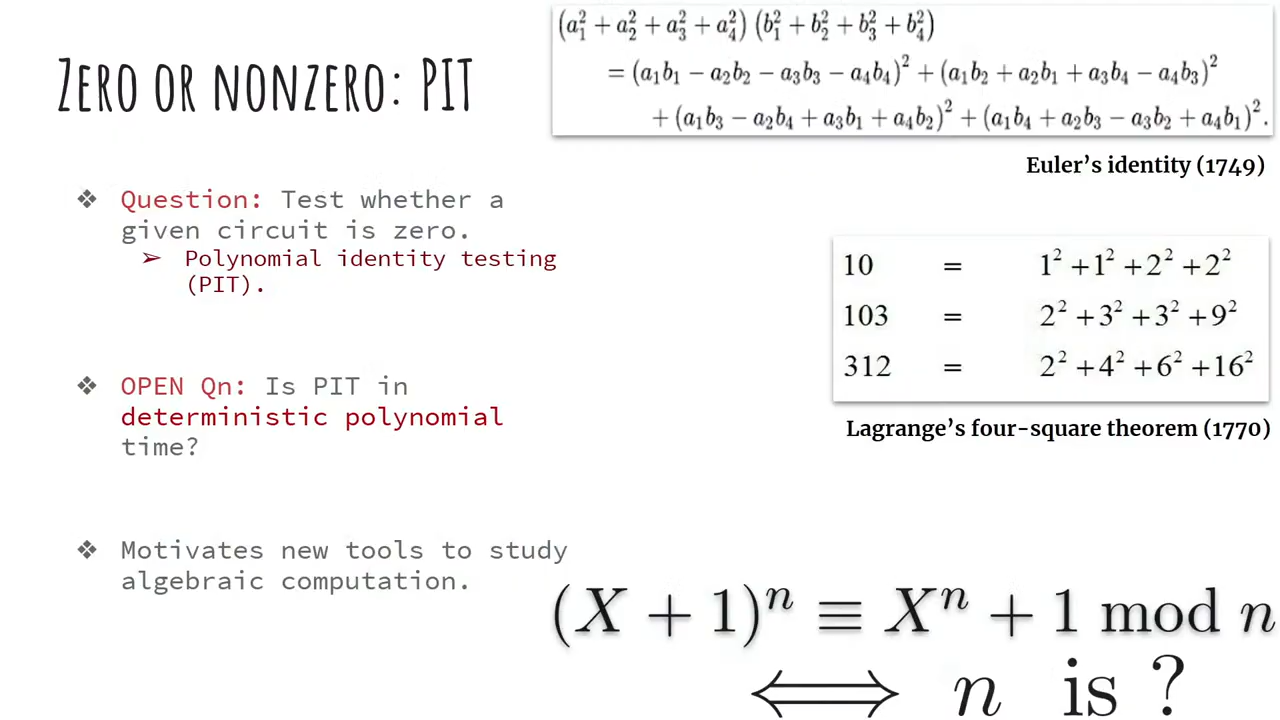 Zero or nonzero: PIT
(a₁² + a₂² + a₃² + a₄²) (b₁² + b₂² + b₃² + b₄²)
= (a₁b₁ − a₂b₂ − a₃b₃ − a₄b₄)² + (a₁b₂ + a₂b₁ + a₃b₄ − a₄b₃)²
+ (a₁b₃ − a₂b₄ + a₃b₁ + a₄b₂)² + (a₁b₄ + a₂b₃ − a₃b₂ + a₄b₁)².
Euler’s identity (1749)
❖ Question: Test whether a
given circuit is zero.
➢ Polynomial identity testing
(PIT).
10 = 1² + 1² + 2² + 2²
103 = 2² + 3² + 3² + 9²
312 = 2² + 4² + 6² + 16²
Lagrange’s four-square theorem (1770)
❖ OPEN Qn: Is PIT in
deterministic polynomial
time?
❖ Motivates new tools to study
algebraic computation.
(X + 1)ⁿ ≡ Xⁿ + 1 mod n
⟺ n is ?